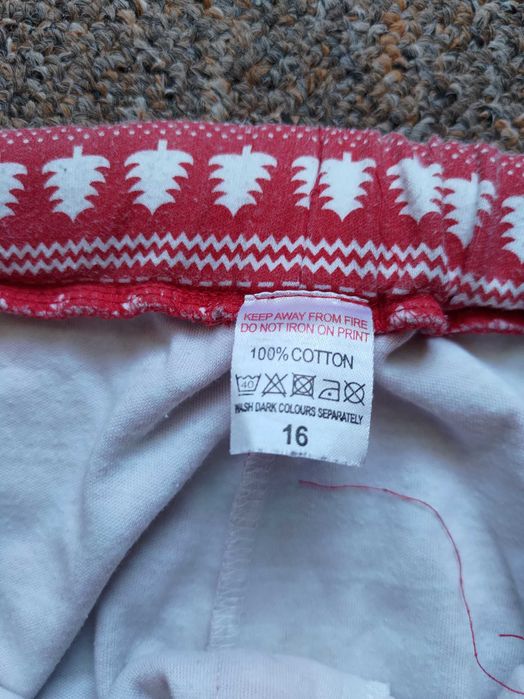 KEEP AWAY FROM FIRE
DO NOT IRON ON PRINT
100% COTTON
40
WASH DARK COLOURS SEPARATELY
16